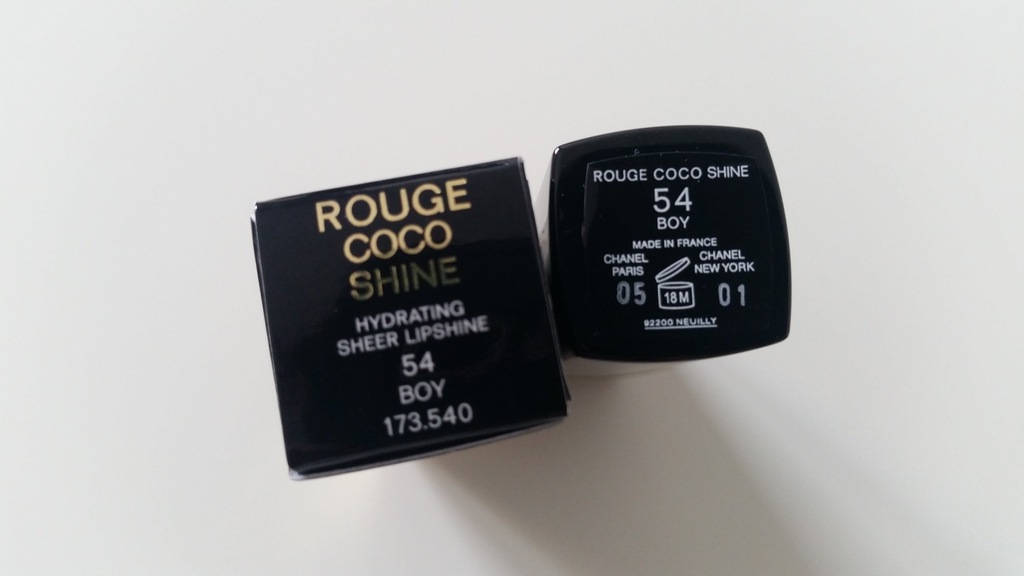 ROUGE
COCO
SHINE
HYDRATING
SHEER LIPSHINE
54
BOY
173.540
ROUGE COCO SHINE
54
BOY
MADE IN FRANCE
CHANEL PARIS
CHANEL NEW YORK
05 18 M 01
92200 NEUILLY